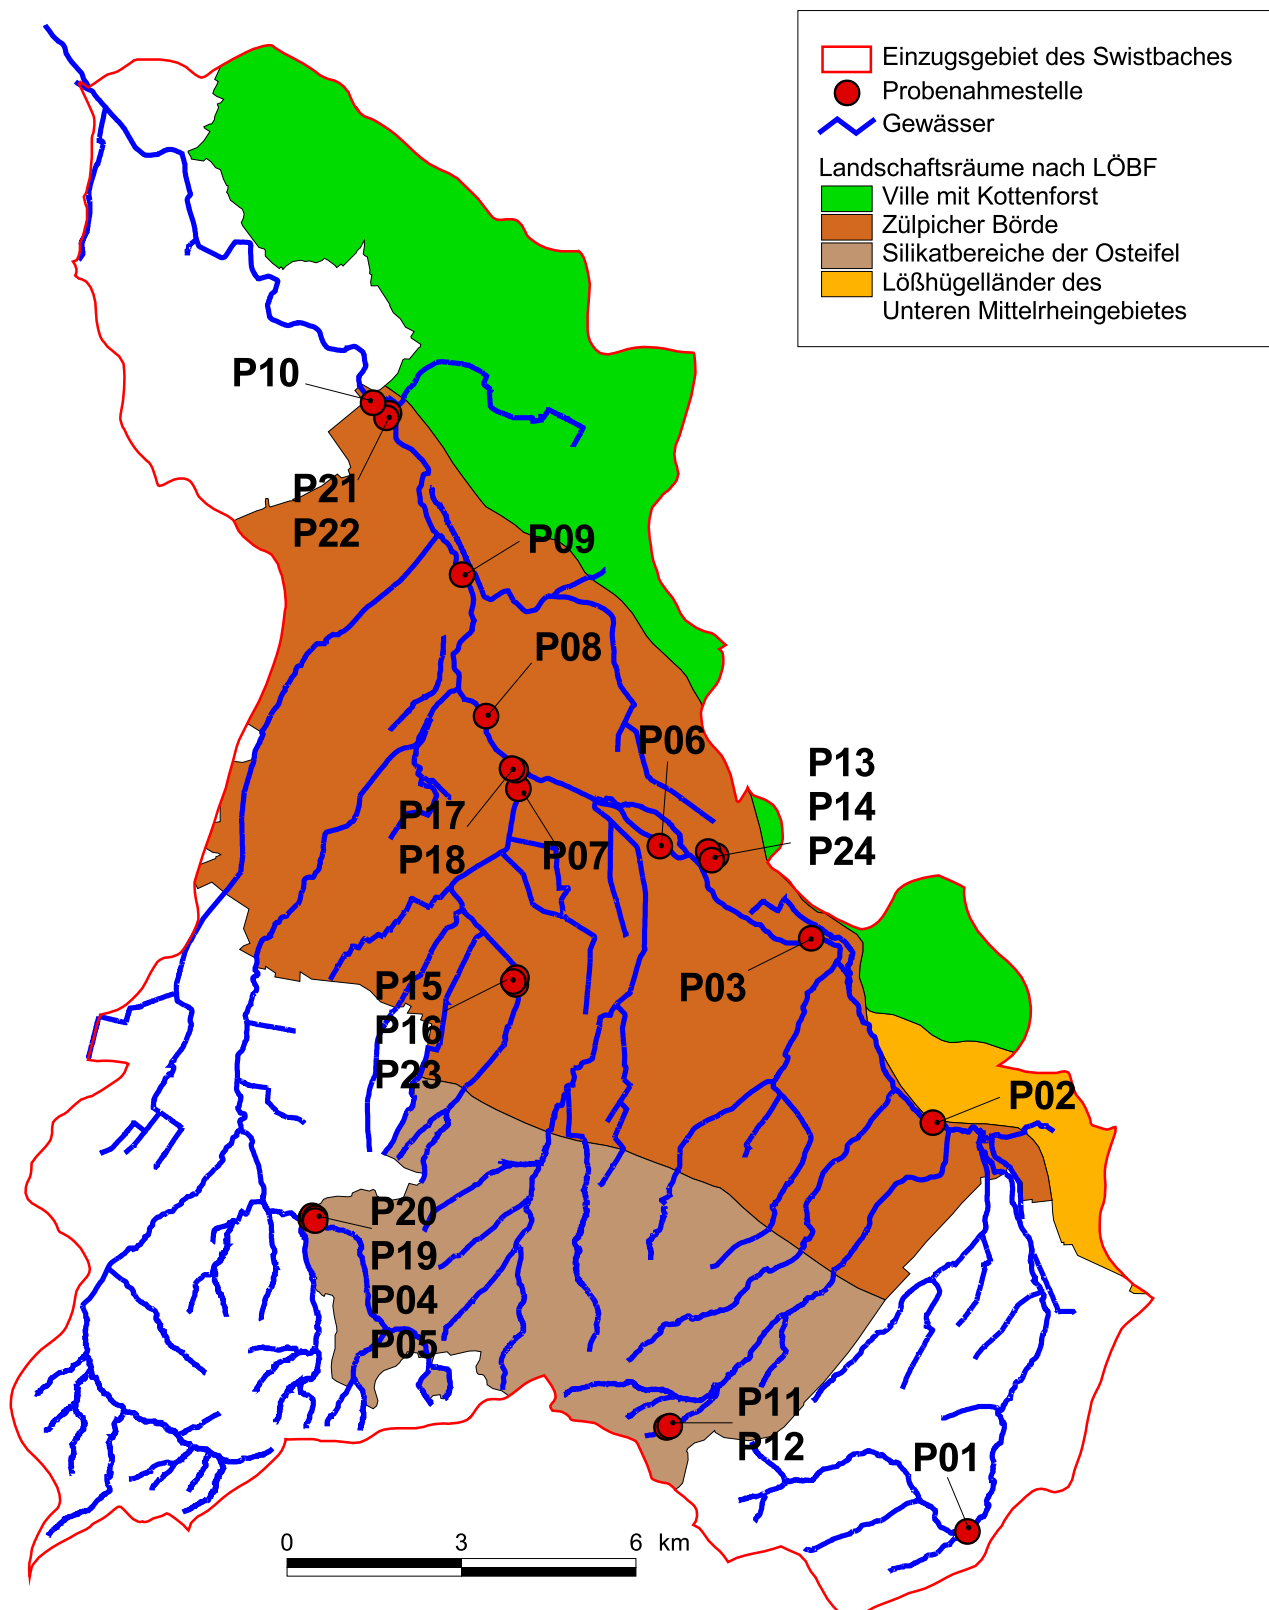 Einzugsgebiet des Swistbaches
Probenahmestelle
Gewässer
Landschaftsräume nach LÖBF
Ville mit Kottenforst
Zülpicher Börde
Silikatbereiche der Osteifel
Lößhügelländer des
Unteren Mittelrheingebietes
P10
P21
P22
P09
P08
P06
P13
P14
P24
P17
P18
P07
P03
P15
P16
P23
P02
P20
P19
P04
P05
P11
P12
P01
0 3 6 km